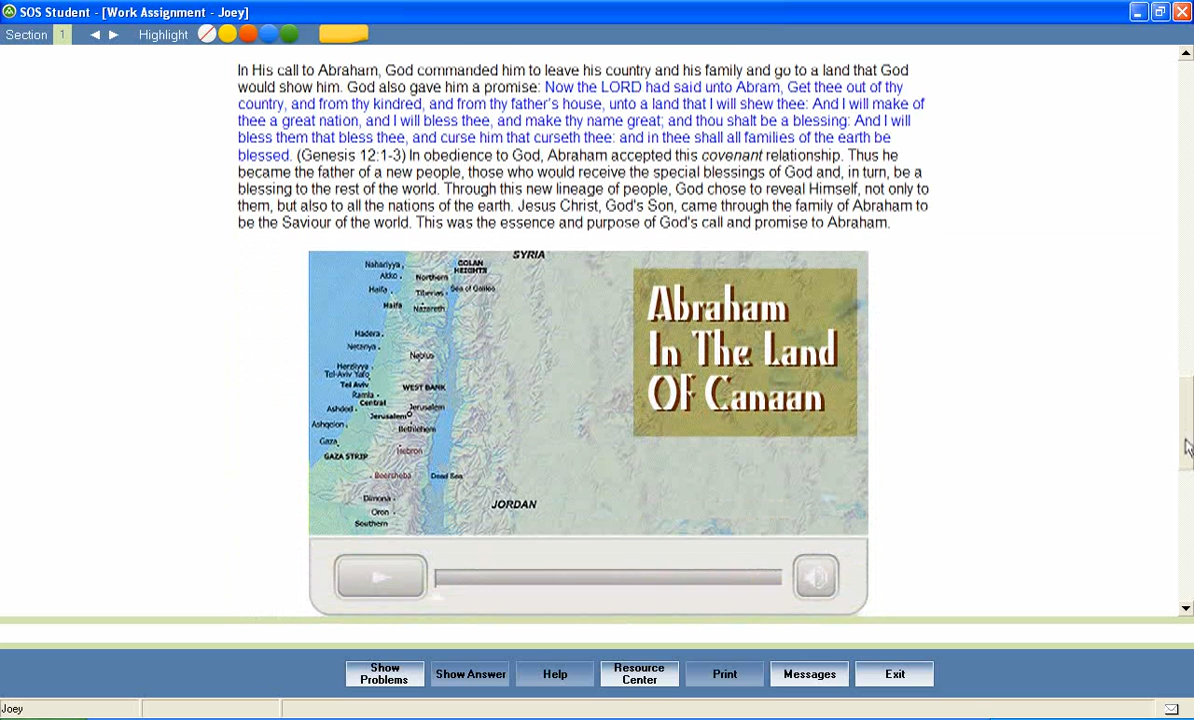 SOS Student - [Work Assignment - Joey]
Section 1 Highlight
In His call to Abraham, God commanded him to leave his country and his family and go to a land that God
would show him. God also gave him a promise: Now the LORD had said unto Abram, Get thee out of thy
country, and from thy kindred, and from thy father's house, unto a land that I will shew thee: And I will make of
thee a great nation, and I will bless thee, and make thy name great; and thou shalt be a blessing: And I will
bless them that bless thee, and curse him that curseth thee: and in thee shall all families of the earth be
blessed. (Genesis 12:1-3) In obedience to God, Abraham accepted this covenant relationship. Thus he
became the father of a new people, those who would receive the special blessings of God and, in turn, be a
blessing to the rest of the world. Through this new lineage of people, God chose to reveal Himself, not only to
them, but also to all the nations of the earth. Jesus Christ, God's Son, came through the family of Abraham to
be the Saviour of the world. This was the essence and purpose of God's call and promise to Abraham.
SYRIA
Nahariyya
GOLAN
HEIGHTS
Akko
Northern
Haifa
Tiberias
Sea of Galilee
Haifa
Nazareth
Hadera
Netanya
Nablus
Herzliyya
Tel-Aviv Yafo
Tel Aviv
WEST BANK
Ramla
Central
Ashdod
Jerusalem
Jerusalem
Ashqelon
Bethlehem
Gaza
Hebron
GAZA STRIP
Beersheba
Dead Sea
Dimona
JORDAN
Oron
Southern
Abraham
In The Land
Of Canaan
Show
Problems
Show Answer
Help
Resource
Center
Print
Messages
Exit
Joey